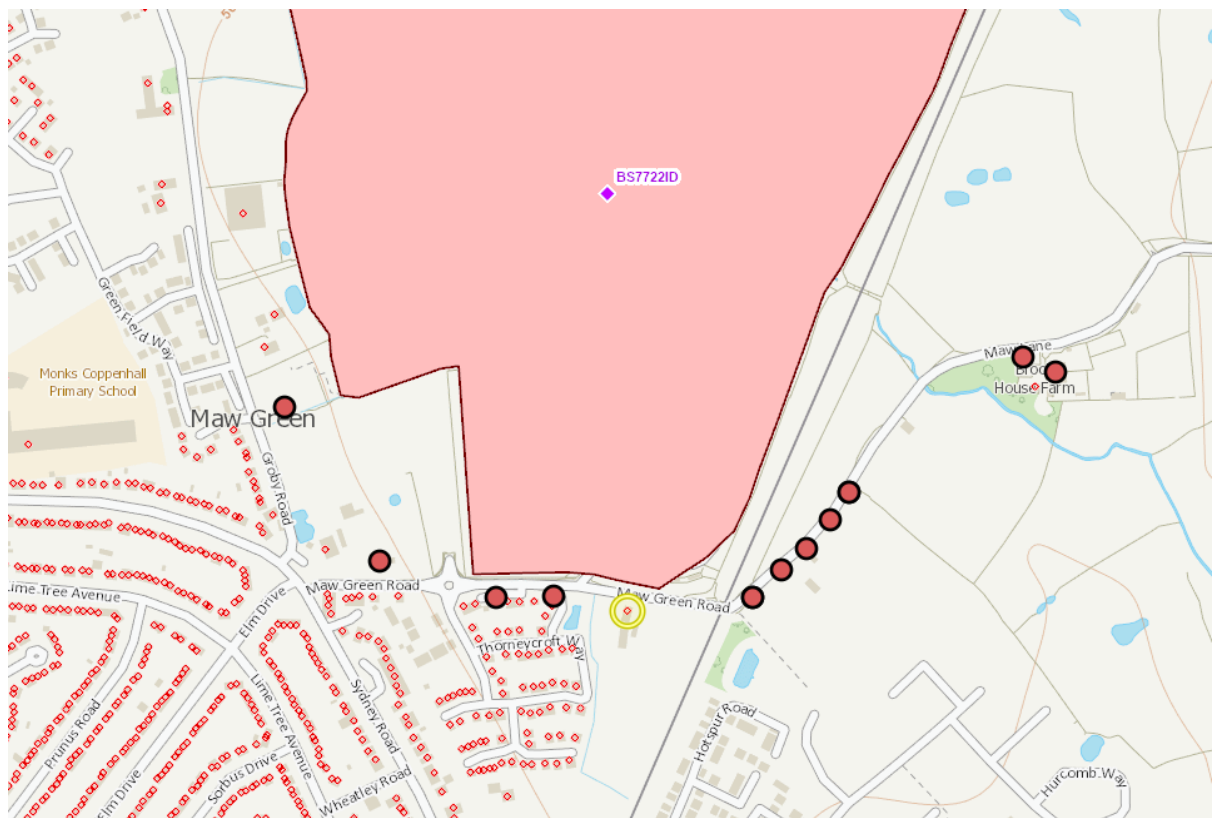 BS7722ID
Green Field Way
Monks Coppenhall
Primary School
Maw Green
Groby Road
Maw Lane
House Farm
Lime Tree Avenue
Elm Drive
Maw Green Road
Maw Green Road
Thorneycroft Way
Sydney Road
Lime Tree Avenue
Prunus Road
Elm Drive
Sorbus Drive
Wheatley Road
Hotspur Road
Hurcomb Way